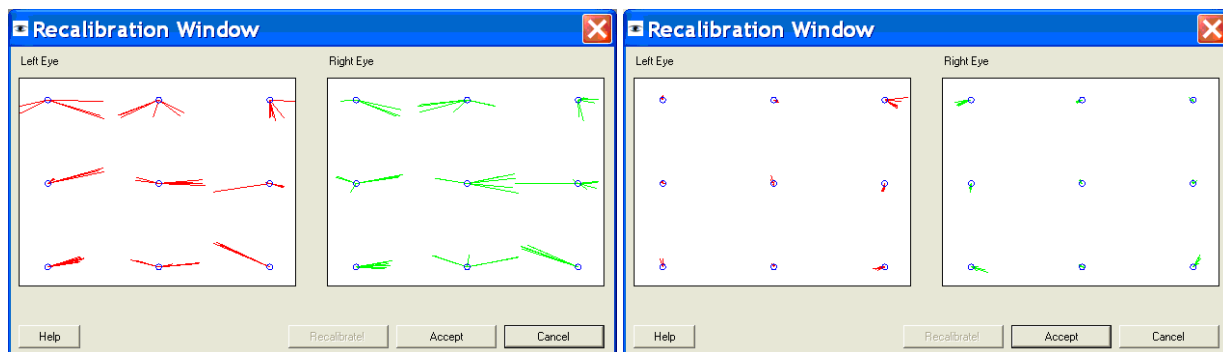 Recalibration Window
Left Eye
Right Eye
Help
Recalibrate!
Accept
Cancel
Recalibration Window
Left Eye
Right Eye
Help
Recalibrate!
Accept
Cancel